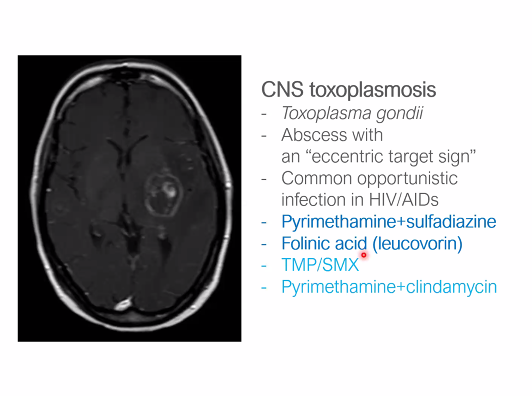 CNS toxoplasmosis
- Toxoplasma gondii
- Abscess with
an “eccentric target sign”
- Common opportunistic
infection in HIV/AIDs
- Pyrimethamine+sulfadiazine
- Folinic acid (leucovorin)
- TMP/SMX
- Pyrimethamine+clindamycin